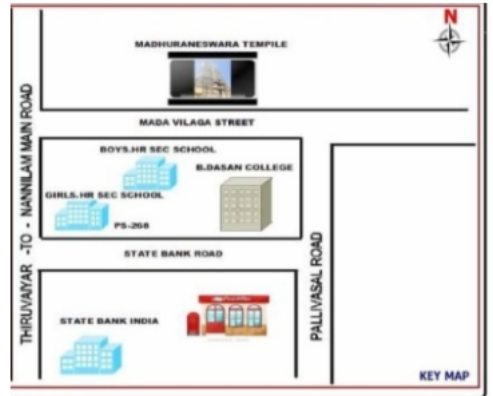 N
MADHURANESWARA TEMPILE
THIRUVAIYAR -TO - NANNILAM MAIN ROAD
MADA VILAGA STREET
BOYS.HR SEC SCHOOL
B.DASAN COLLEGE
GIRLS.HR SEC SCHOOL
PS-268
STATE BANK ROAD
PALLIVASAL ROAD
STATE BANK INDIA
KEY MAP